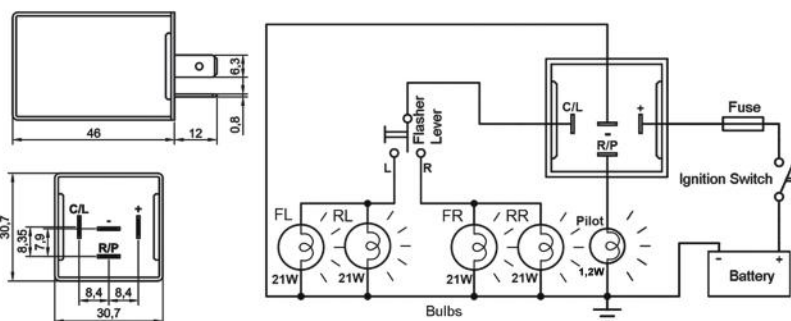 46
12
6,3
0,8
C/L
-
+
R/P
30,7
8,35
7,9
8,4
8,4
30,7
C/L
-
+
R/P
Flasher
Lever
L
R
Fuse
Ignition Switch
FL
RL
FR
RR
Pilot
21W
21W
21W
21W
1,2W
- +
Battery
Bulbs